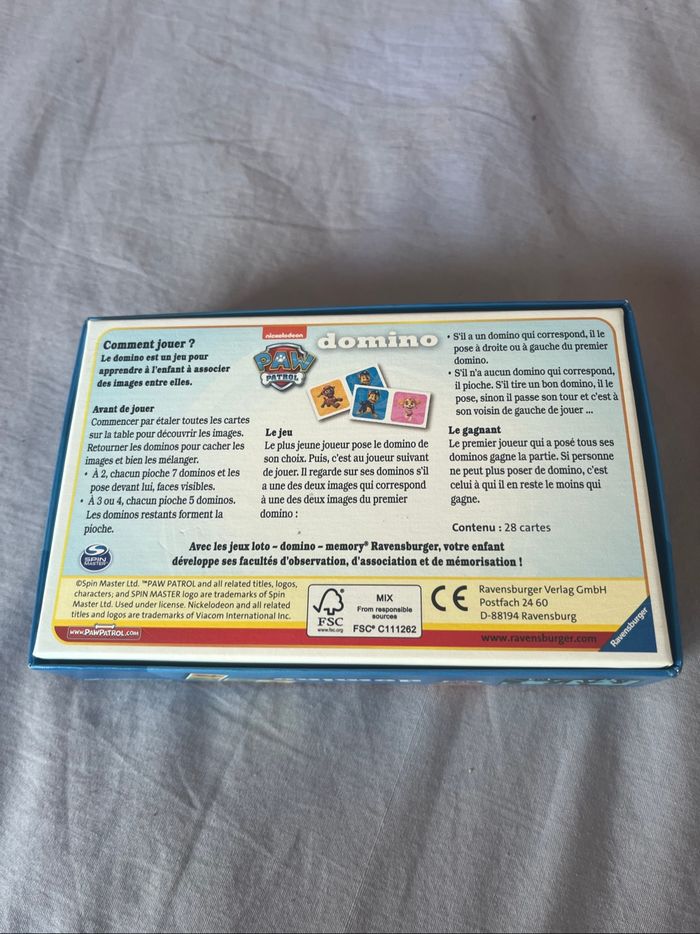 Comment jouer ?
Le domino est un jeu pour
apprendre à l'enfant à associer
des images entre elles.
Avant de jouer
Commencer par étaler toutes les cartes
sur la table pour découvrir les images.
Retourner les dominos pour cacher les
images et bien les mélanger.
• À 2, chacun pioche 7 dominos et les
pose devant lui, faces visibles.
• À 3 ou 4, chacun pioche 5 dominos.
Les dominos restants forment la
pioche.
nickelodeon
PAW
PATROL
domino
Le jeu
Le plus jeune joueur pose le domino de
son choix. Puis, c'est au joueur suivant
de jouer. Il regarde sur ses dominos s'il
a une des deux images qui correspond
à une des deux images du premier
domino :
• S'il a un domino qui correspond, il le
pose à droite ou à gauche du premier
domino.
• S'il n'a aucun domino qui correspond,
il pioche. S'il tire un bon domino, il le
pose, sinon il passe son tour et c'est à
son voisin de gauche de jouer ...
Le gagnant
Le premier joueur qui a posé tous ses
dominos gagne la partie. Si personne
ne peut plus poser de domino, c'est
celui à qui il en reste le moins qui
gagne.
Contenu : 28 cartes
SPIN
MASTER
Avec les jeux loto – domino – memory® Ravensburger, votre enfant
développe ses facultés d'observation, d'association et de mémorisation !
©Spin Master Ltd. ™PAW PATROL and all related titles, logos,
characters; and SPIN MASTER logo are trademarks of Spin
Master Ltd. Used under license. Nickelodeon and all related
titles and logos are trademarks of Viacom International Inc.
www.PAWPATROL.com
FSC
www.fsc.org
MIX
From responsible
sources
FSC® C111262
CE
Ravensburger Verlag GmbH
Postfach 24 60
D-88194 Ravensburg
www.ravensburger.com
Ravensburger